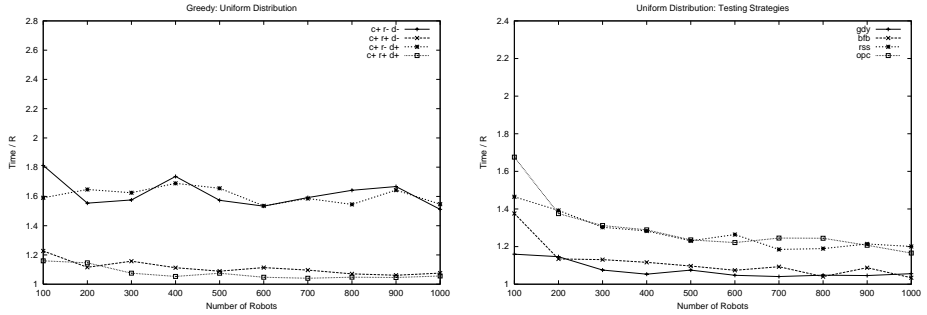 Greedy: Uniform Distribution
2.8
2.6
2.4
2.2
2
1.8
1.6
1.4
1.2
1
Time / R
c+ r- d-
c+ r+ d-
c+ r- d+
c+ r+ d+
100 200 300 400 500 600 700 800 900 1000
Number of Robots
Uniform Distribution: Testing Strategies
2.4
2.2
2
1.8
1.6
1.4
1.2
1
Time / R
gdy
bfb
rss
opc
100 200 300 400 500 600 700 800 900 1000
Number of Robots